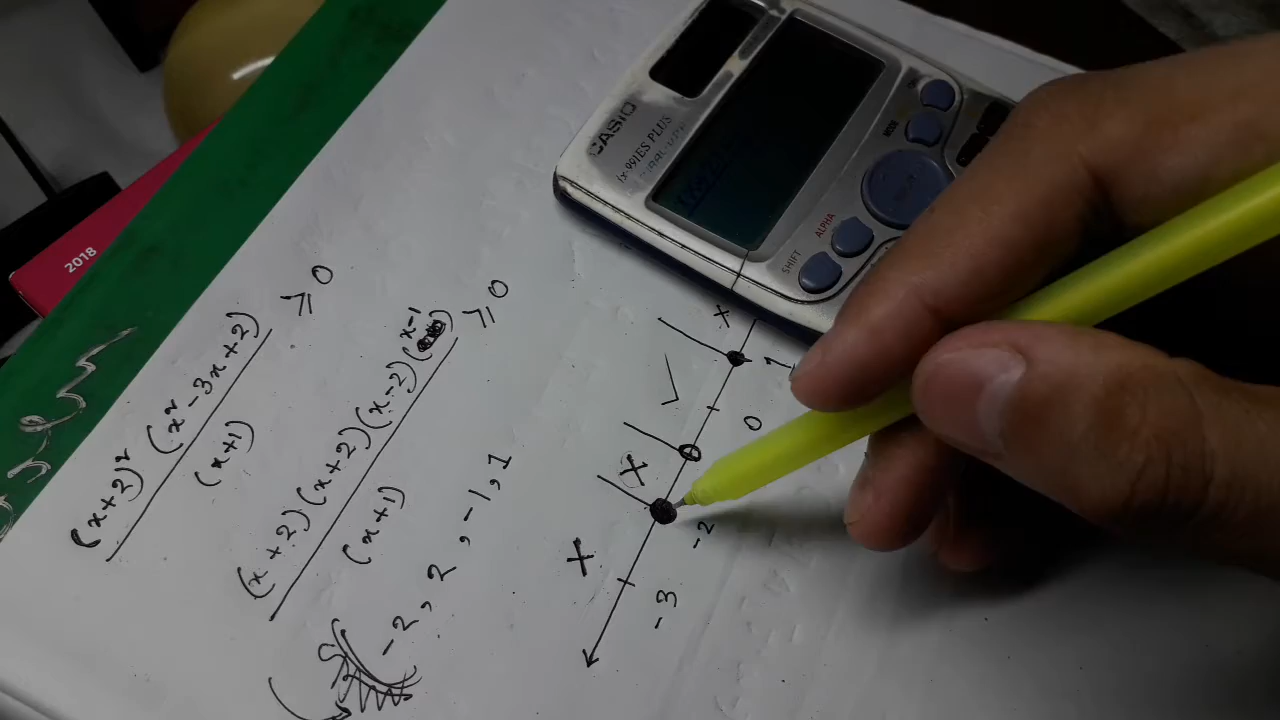 2018
(x+2)² (x²-3x+2)
(x+1)
≥ 0
(x+2)(x+2)(x-2)(x-1)
(x+1)
≥ 0
-2, 2, -1, 1
CASIO
fx-991ES PLUS
MODE
SHIFT
ALPHA
x
✓
x
x
1
0
-2
-3